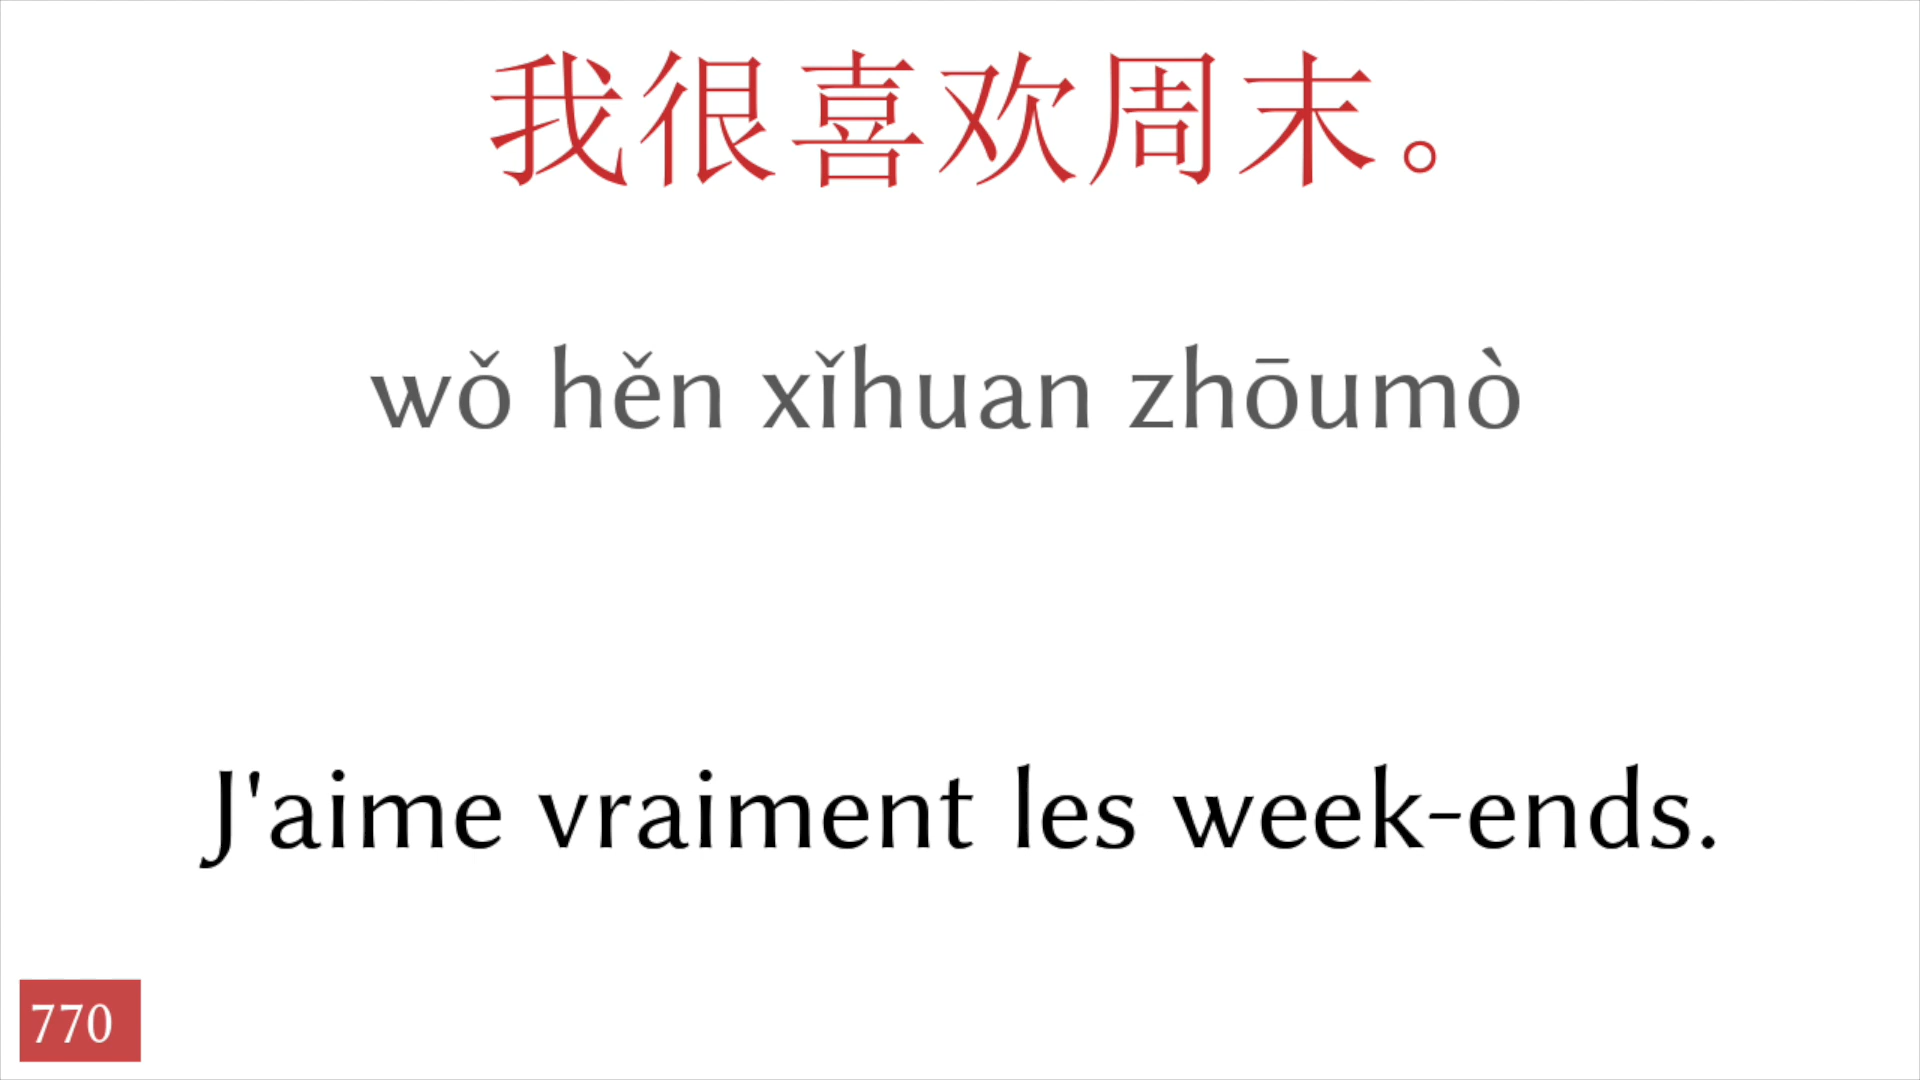 我很喜欢周末。
wǒ hěn xǐhuan zhōumò
J'aime vraiment les week-ends.
770